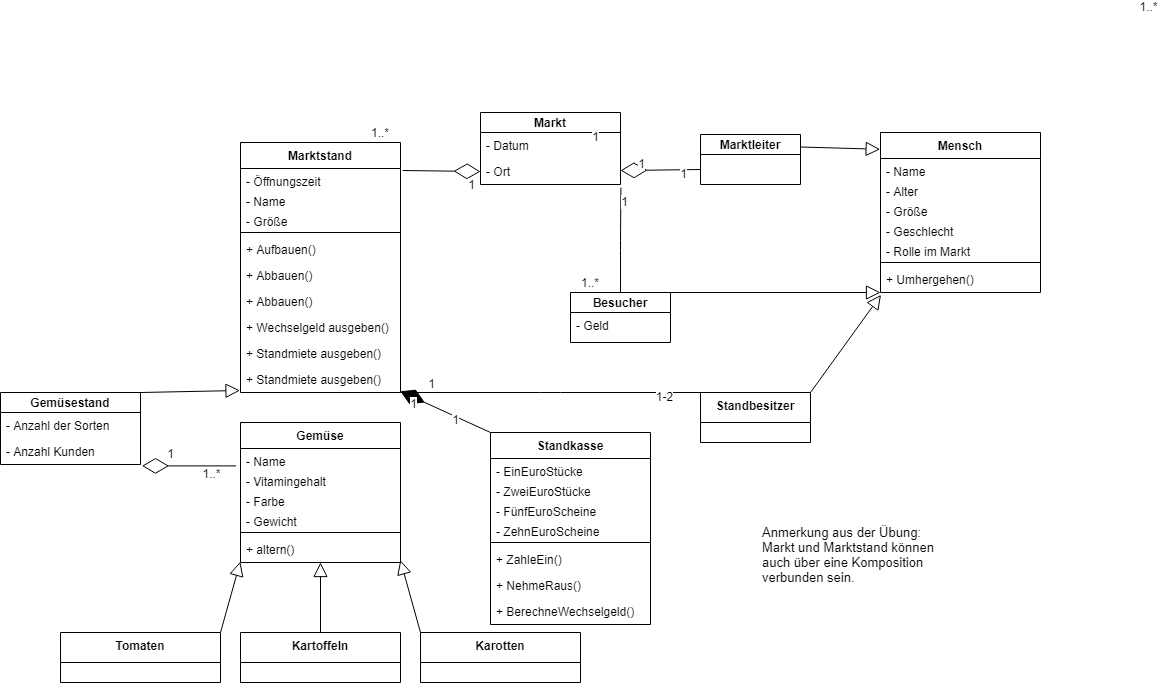 1..*
Markt
- Datum
- Ort
1
1..*
Marktstand
- Öffnungszeit
- Name
- Größe
+ Aufbauen()
+ Abbauen()
+ Abbauen()
+ Wechselgeld ausgeben()
+ Standmiete ausgeben()
+ Standmiete ausgeben()
1
1
1
Marktleiter
Mensch
- Name
- Alter
- Größe
- Geschlecht
- Rolle im Markt
+ Umhergehen()
1
1..*
Besucher
- Geld
1
1-2
Standbesitzer
1
1
Gemüsestand
- Anzahl der Sorten
- Anzahl Kunden
1
1..*
Gemüse
- Name
- Vitamingehalt
- Farbe
- Gewicht
+ altern()
Standkasse
- EinEuroStücke
- ZweiEuroStücke
- FünfEuroScheine
- ZehnEuroScheine
+ ZahleEin()
+ NehmeRaus()
+ BerechneWechselgeld()
Anmerkung aus der Übung:
Markt und Marktstand können
auch über eine Komposition
verbunden sein.
Tomaten
Kartoffeln
Karotten